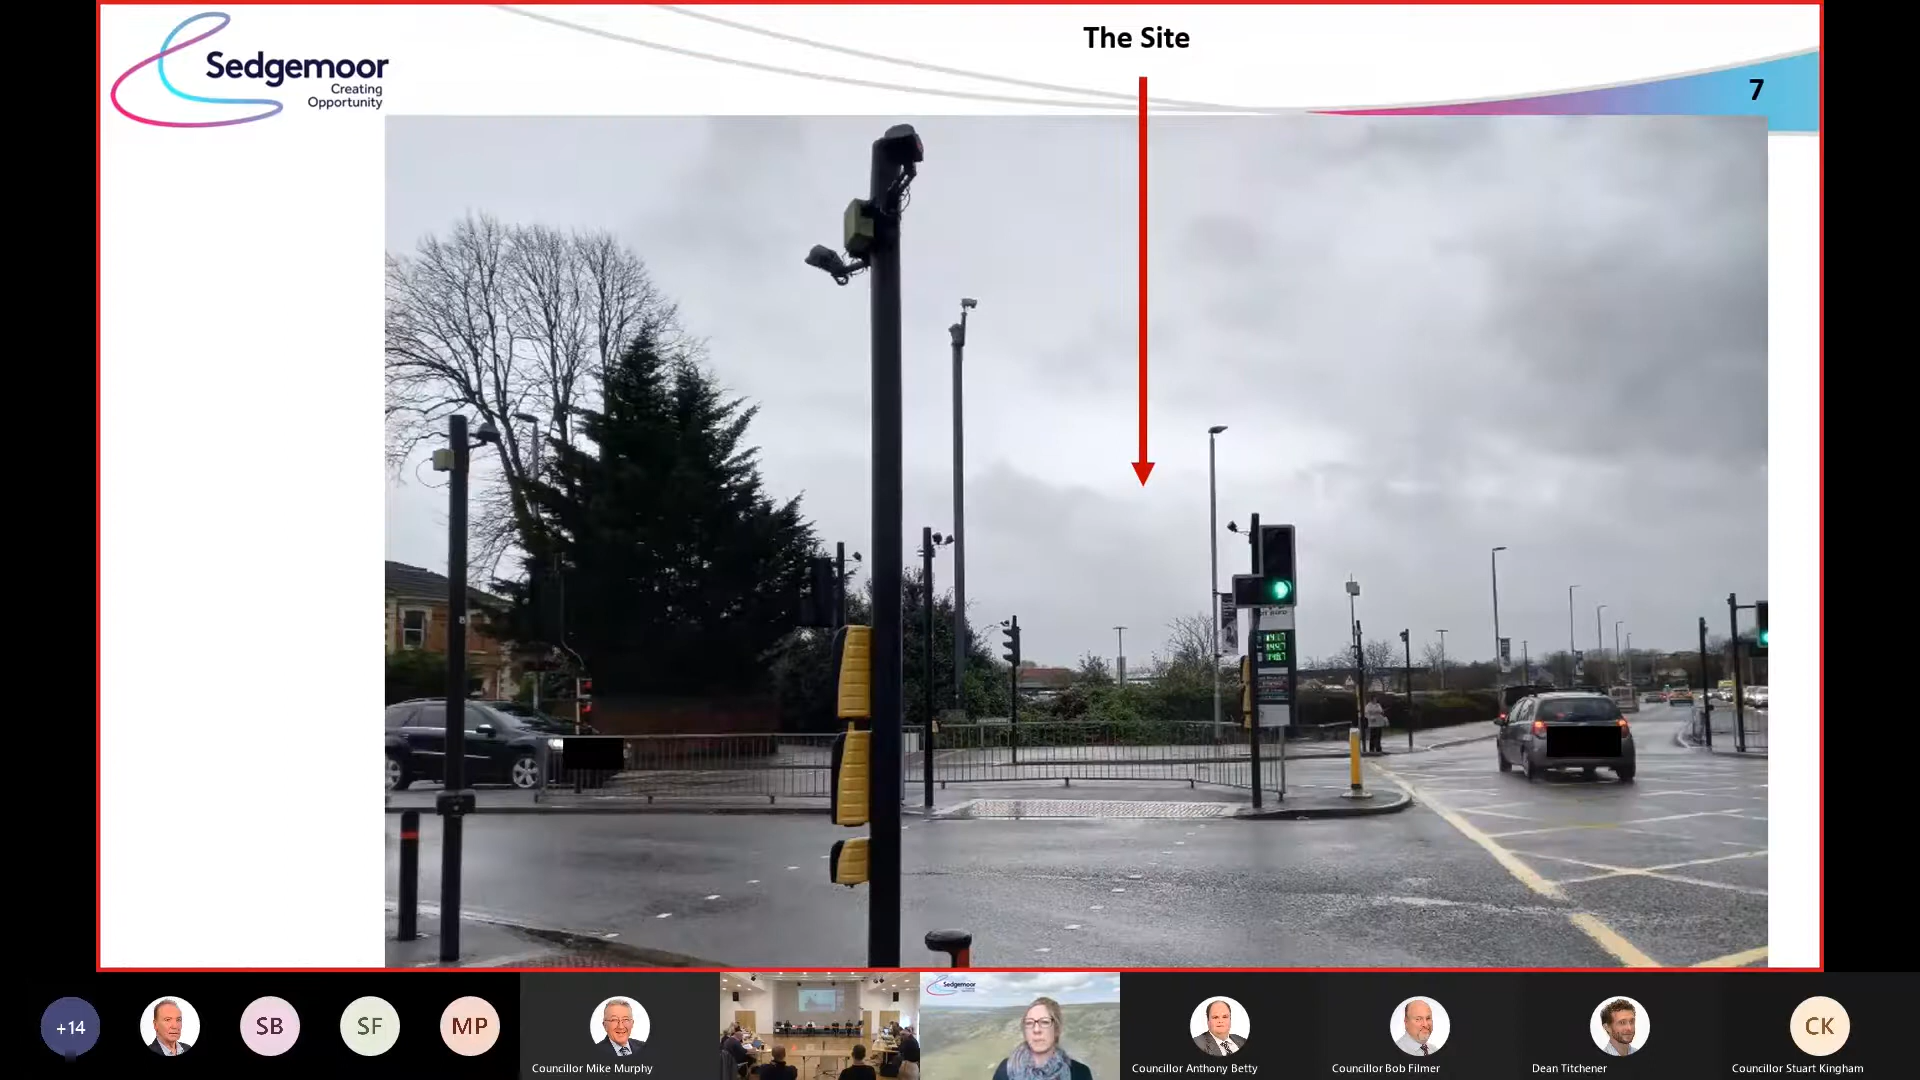 The Site
Sedgemoor
Creating
Opportunity
7
+14
SB
SF
MP
Councillor Mike Murphy
Sedgemoor
Councillor Anthony Betty
Councillor Bob Filmer
Dean Titchener
CK
Councillor Stuart Kingham